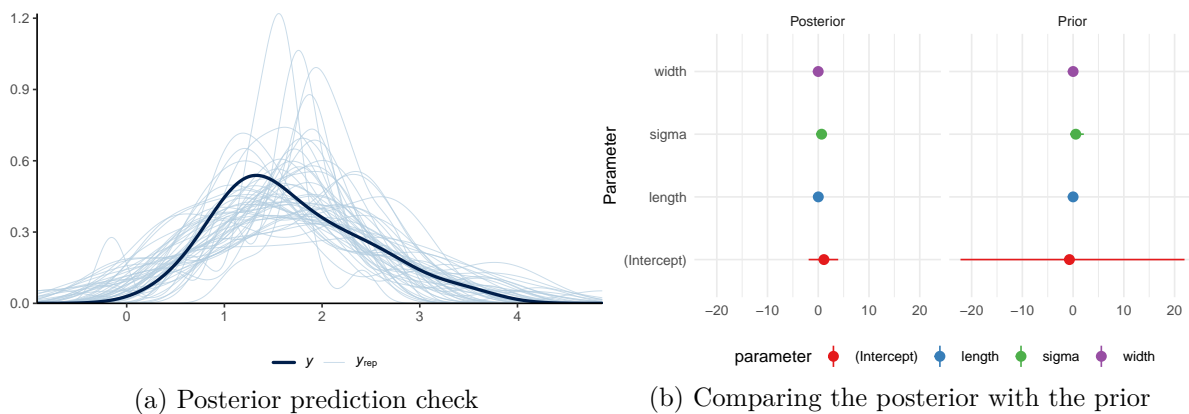 1.2
0.9
0.6
0.3
0.0
0 1 2 3 4
y y rep
(a) Posterior prediction check
Posterior Prior
Parameter
width
sigma
length
(Intercept)
−20 −10 0 10 20 −20 −10 0 10 20
parameter (Intercept) length sigma width
(b) Comparing the posterior with the prior